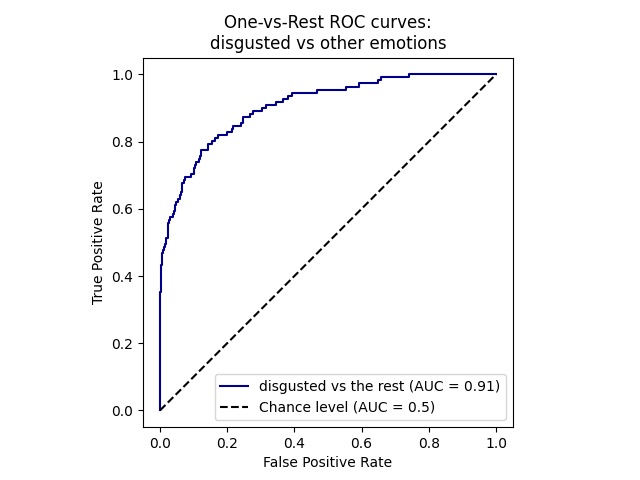 One-vs-Rest ROC curves:
disgusted vs other emotions
1.0
0.8
0.6
0.4
0.2
0.0
True Positive Rate
disgusted vs the rest (AUC = 0.91)
Chance level (AUC = 0.5)
0.0 0.2 0.4 0.6 0.8 1.0
False Positive Rate